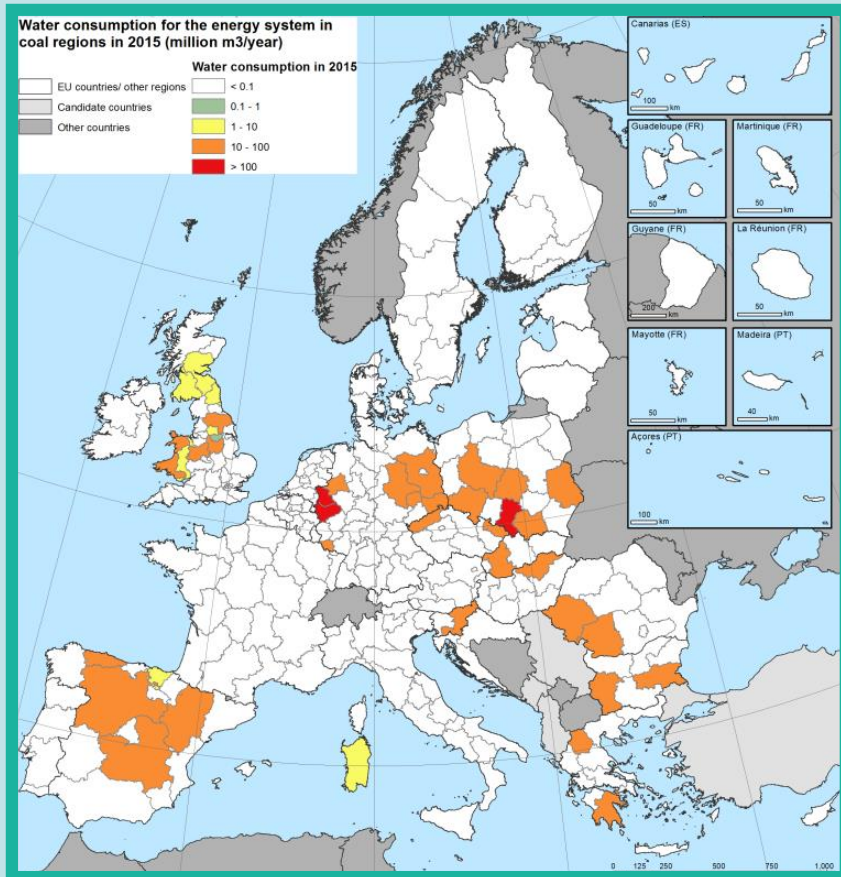 Water consumption for the energy system in
coal regions in 2015 (million m3/year)
Water consumption in 2015
EU countries/ other regions
Candidate countries
Other countries
< 0.1
0.1 - 1
1 - 10
10 - 100
> 100
Canarias (ES)
100
km
Guadeloupe (FR)
50
km
Martinique (FR)
50
km
Guyane (FR)
200
km
La Réunion (FR)
50
km
Mayotte (FR)
50
km
Madeira (PT)
40
km
Açores (PT)
100
km
0 125 250 500 750 1.000